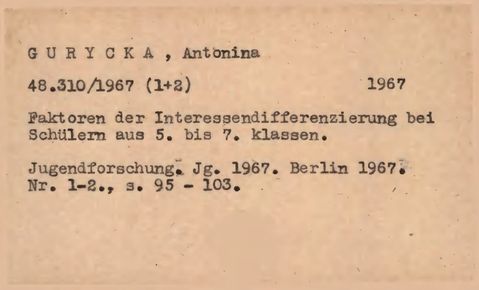 G U R Y C K A , Antonina
48.310/1967 (1+2) 1967
Faktoren der Interessendifferenzierung bei
Schülern aus 5. bis 7. klassen.
Jugendforschung. Jg. 1967. Berlin 1967.
Nr. 1-2., s. 95 - 103.